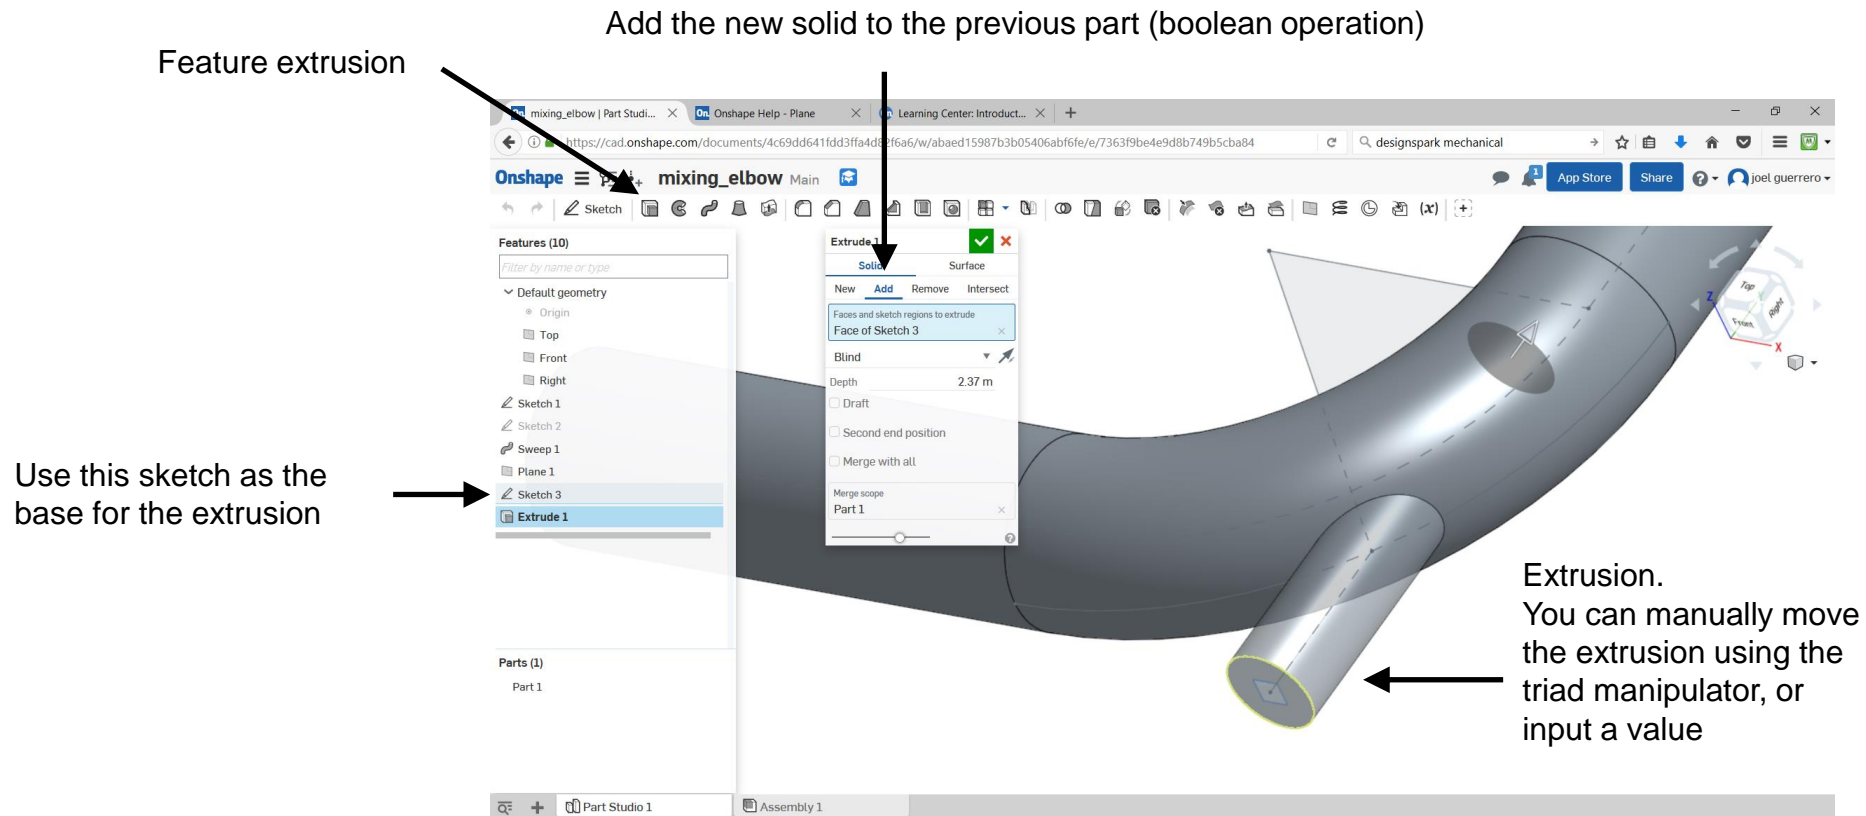 Add the new solid to the previous part (boolean operation)
Feature extrusion
mixing_elbow | Part Studi...
Onshape Help - Plane
Learning Center: Introduct...
https://cad.onshape.com/documents/4c69dd641fdd3ffa4d82f6a6/w/abaed15987b3b05406abf6fe/e/7363f9be4e9d8b749b5cba84
designspark mechanical
Onshape
mixing_elbow Main
1
App Store
Share
joel guerrero
Sketch
(x)
Features (10)
Filter by name or type
Default geometry
Origin
Top
Front
Right
Sketch 1
Sketch 2
Sweep 1
Plane 1
Sketch 3
Extrude 1
Parts (1)
Part 1
Extrude 1
Solid Surface
New Add Remove Intersect
Faces and sketch regions to extrude
Face of Sketch 3
Blind
Depth 2.37 m
Draft
Second end position
Merge with all
Merge scope
Part 1
Z
Top
Front
Right
X
Use this sketch as the
base for the extrusion
Extrusion.
You can manually move
the extrusion using the
triad manipulator, or
input a value
Part Studio 1
Assembly 1